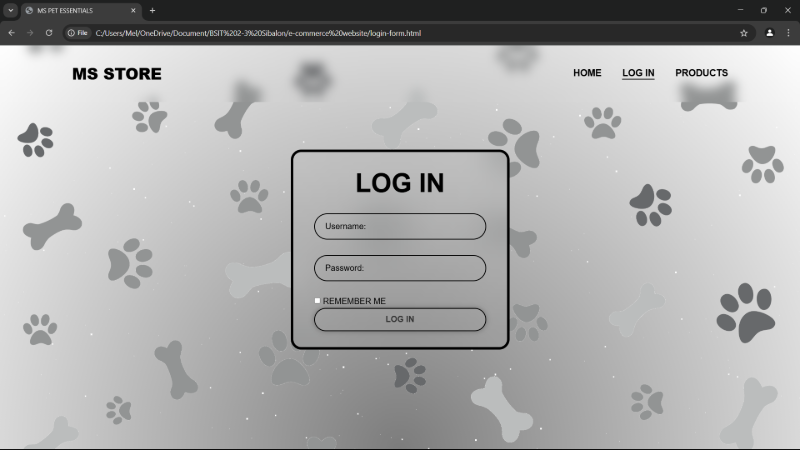 MS PET ESSENTIALS
File
C:/Users/Mel/OneDrive/Document/BSIT%202-3%20Sibalon/e-commerce%20website/login-form.html
MS STORE
HOME
LOG IN
PRODUCTS
LOG IN
Username:
Password:
REMEMBER ME
LOG IN